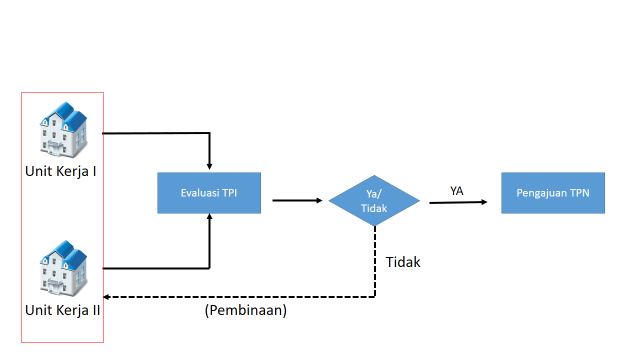 Unit Kerja I
Evaluasi TPI
Ya/
Tidak
YA
Pengajuan TPN
Tidak
Unit Kerja II
(Pembinaan)